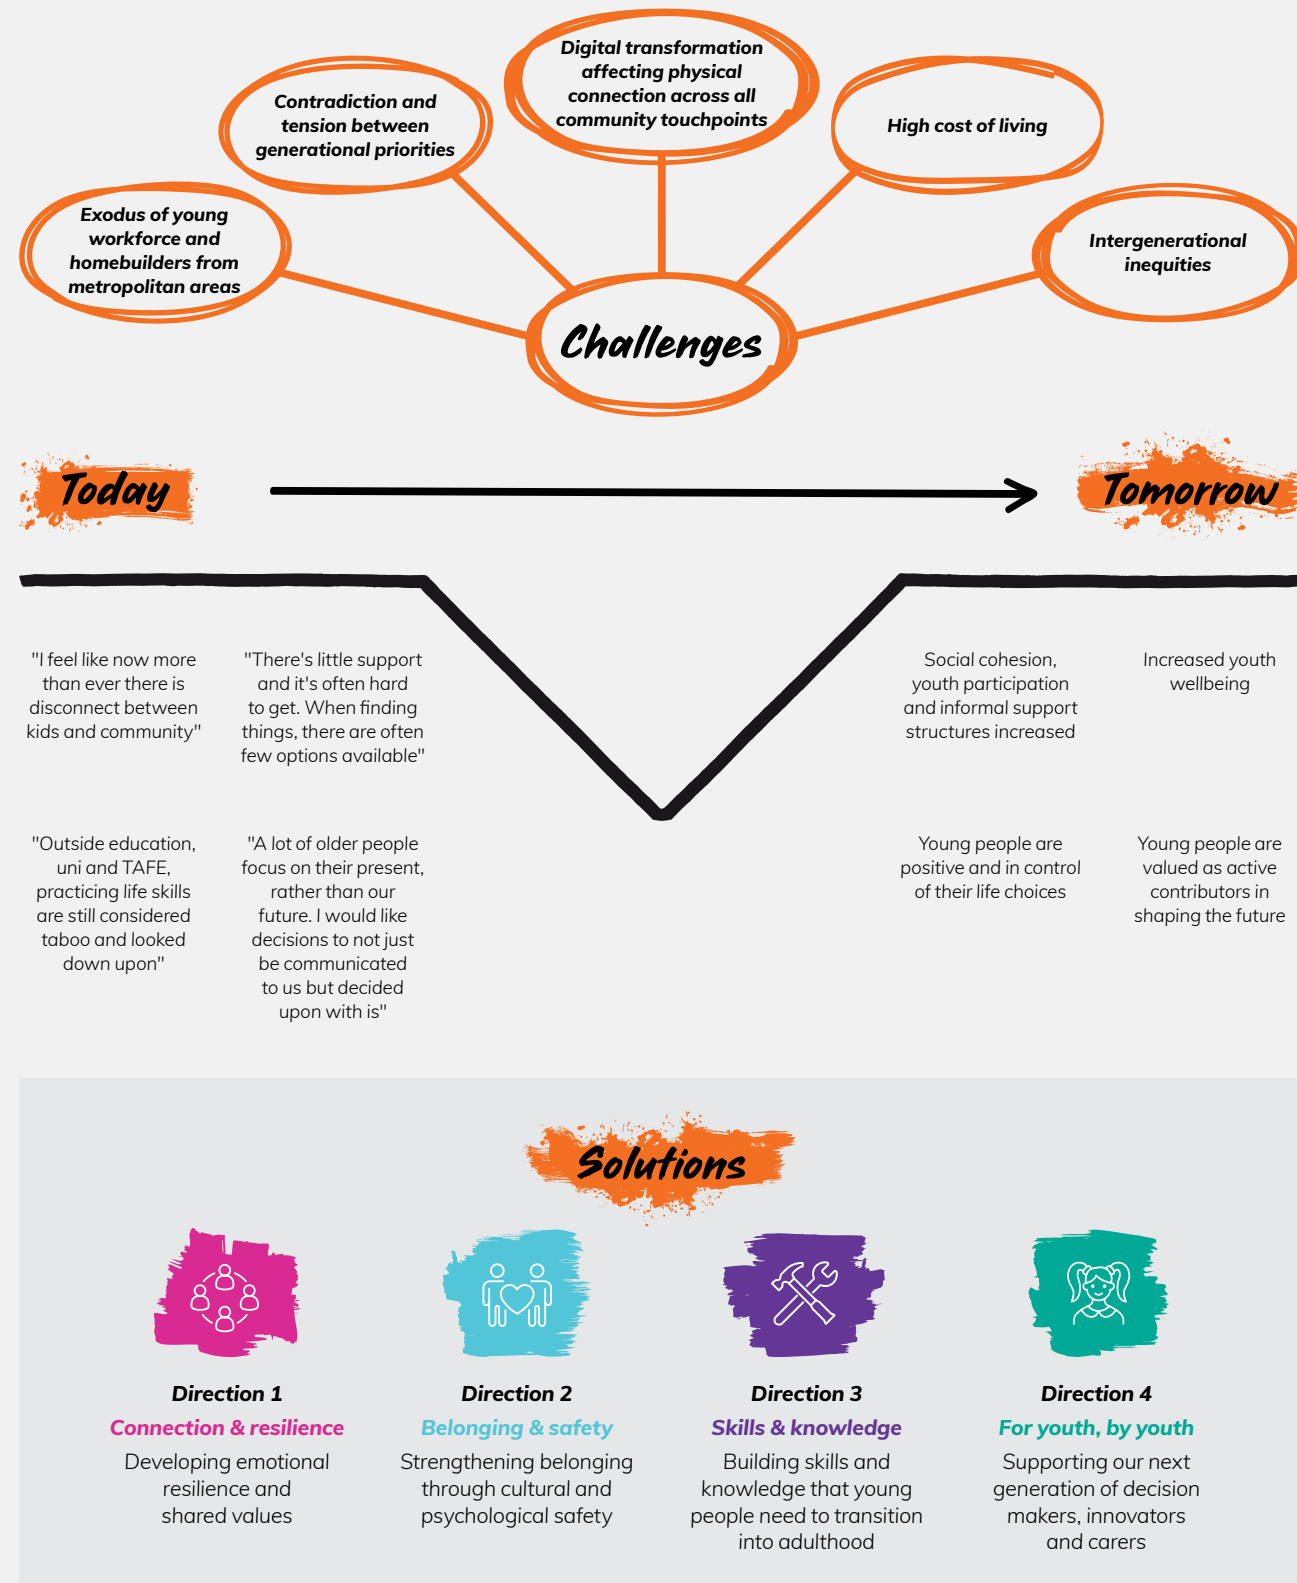 Digital transformation
affecting physical
connection across all
community touchpoints
Contradiction and
tension between
generational priorities
High cost of living
Exodus of young
workforce and
homebuilders from
metropolitan areas
Intergenerational
inequities
Challenges
Today
Tomorrow
"I feel like now more
than ever there is
disconnect between
kids and community"
"There's little support
and it's often hard
to get. When finding
things, there are often
few options available"
Social cohesion,
youth participation
and informal support
structures increased
Increased youth
wellbeing
"Outside education,
uni and TAFE,
practicing life skills
are still considered
taboo and looked
down upon"
"A lot of older people
focus on their present,
rather than our
future. I would like
decisions to not just
be communicated
to us but decided
upon with is"
Young people are
positive and in control
of their life choices
Young people are
valued as active
contributors in
shaping the future
Solutions
Direction 1
Connection & resilience
Developing emotional
resilience and
shared values
Direction 2
Belonging & safety
Strengthening belonging
through cultural and
psychological safety
Direction 3
Skills & knowledge
Building skills and
knowledge that young
people need to transition
into adulthood
Direction 4
For youth, by youth
Supporting our next
generation of decision
makers, innovators
and carers